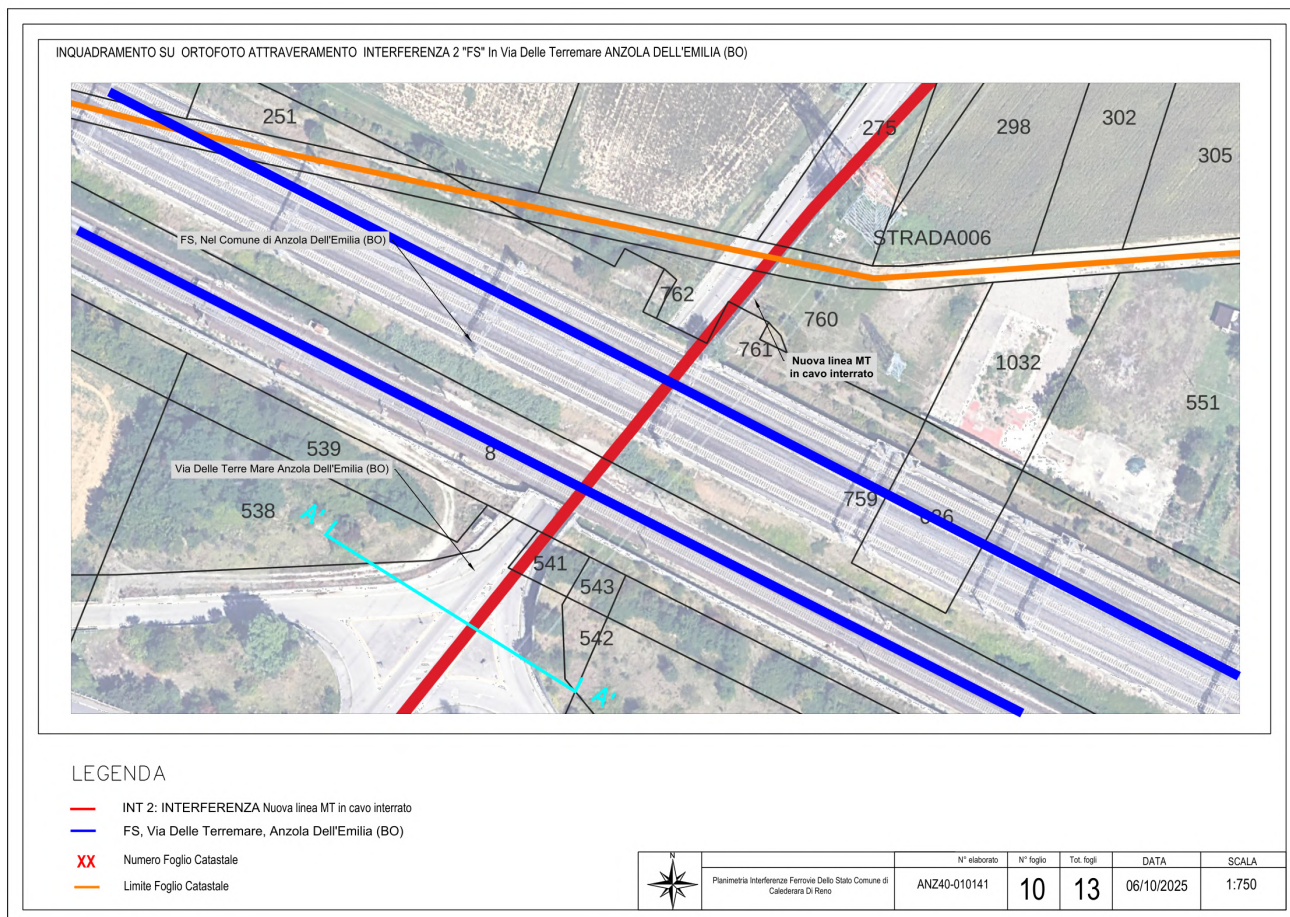 INQUADRAMENTO SU ORTOFOTO ATTRAVERAMENTO INTERFERENZA 2 "FS" In Via Delle Terremare ANZOLA DELL'EMILIA (BO)
251
275
298
302
305
STRADA006
FS, Nel Comune di Anzola Dell'Emilia (BO)
762
760
761
Nuova linea MT
in cavo interrato
1032
551
539
8
Via Delle Terre Mare Anzola Dell'Emilia (BO)
759
538
A'
541
543
542
A'
LEGENDA
INT 2: INTERFERENZA Nuova linea MT in cavo interrato
FS, Via Delle Terremare, Anzola Dell'Emilia (BO)
XX Numero Foglio Catastale
Limite Foglio Catastale
N
Planimetria Interferenze Ferrovie Dello Stato Comune di
Calederara Di Reno
N° elaborato
ANZ40-010141
N° foglio
10
Tot. fogli
13
DATA
06/10/2025
SCALA
1:750